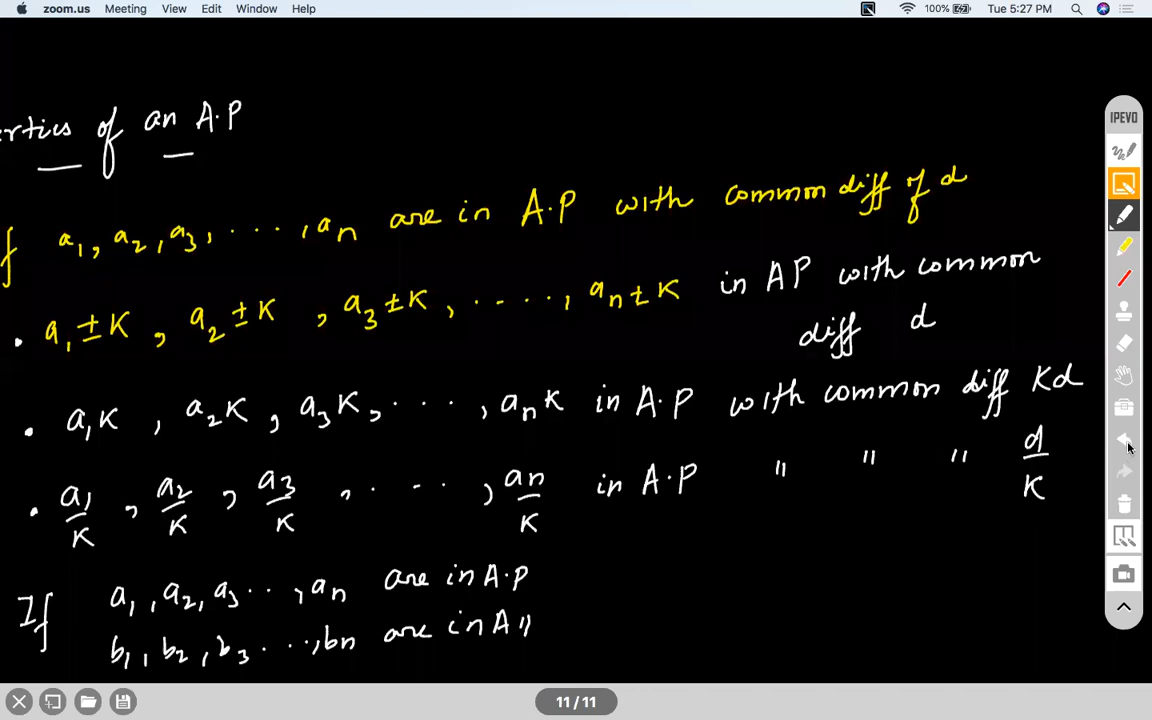 zoom.us Meeting View Edit Window Help 100% Tue 5:27 PM
erties of an A.P
IPEVO
f a₁, a₂, a₃, ....., aₙ are in A.P with common diff of d
• a₁±K, a₂±K, a₃±K, ....., aₙ±K in AP with common
diff d
• a₁K, a₂K, a₃K, ....., aₙK in A.P with common diff Kd
• a₁/K, a₂/K, a₃/K, ....., aₙ/K in A.P " " " d/K
If a₁, a₂, a₃ ..., aₙ are in A.P
b₁, b₂, b₃ ...., bₙ are in A
11/11